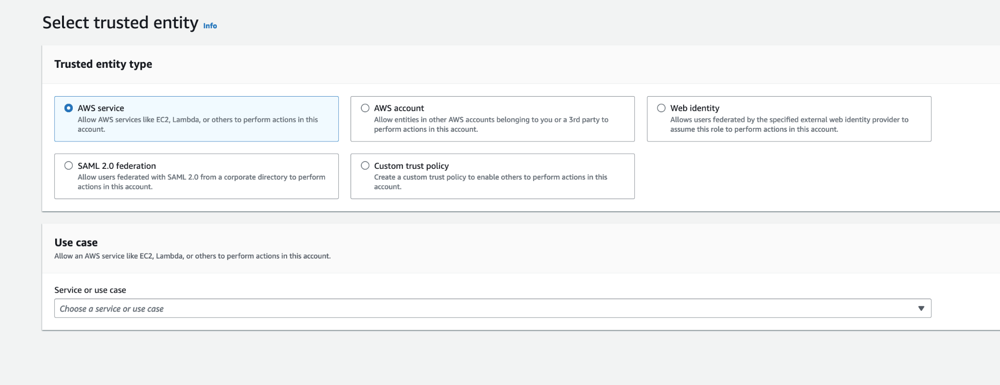 Select trusted entity Info
Trusted entity type
AWS service
Allow AWS services like EC2, Lambda, or others to perform actions in this
account.
AWS account
Allow entities in other AWS accounts belonging to you or a 3rd party to
perform actions in this account.
Web identity
Allows users federated by the specified external web identity provider to
assume this role to perform actions in this account.
SAML 2.0 federation
Allow users federated with SAML 2.0 from a corporate directory to perform
actions in this account.
Custom trust policy
Create a custom trust policy to enable others to perform actions in this
account.
Use case
Allow an AWS service like EC2, Lambda, or others to perform actions in this account.
Service or use case
Choose a service or use case